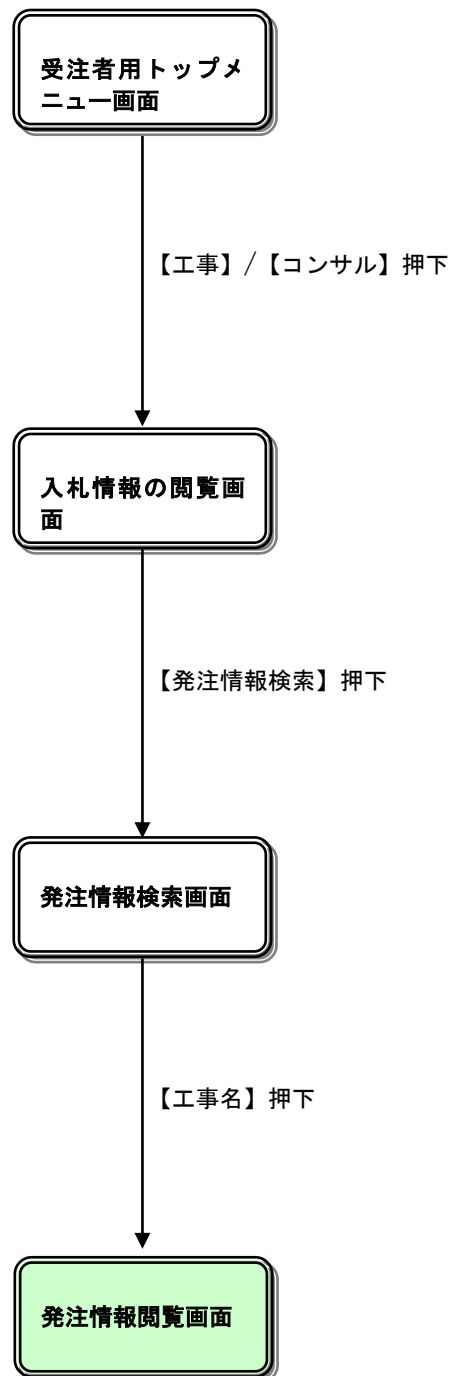 受注者用トップメ
ニュー画面
【工事】/【コンサル】押下
入札情報の閲覧画
面
【発注情報検索】押下
発注情報検索画面
【工事名】押下
発注情報閲覧画面